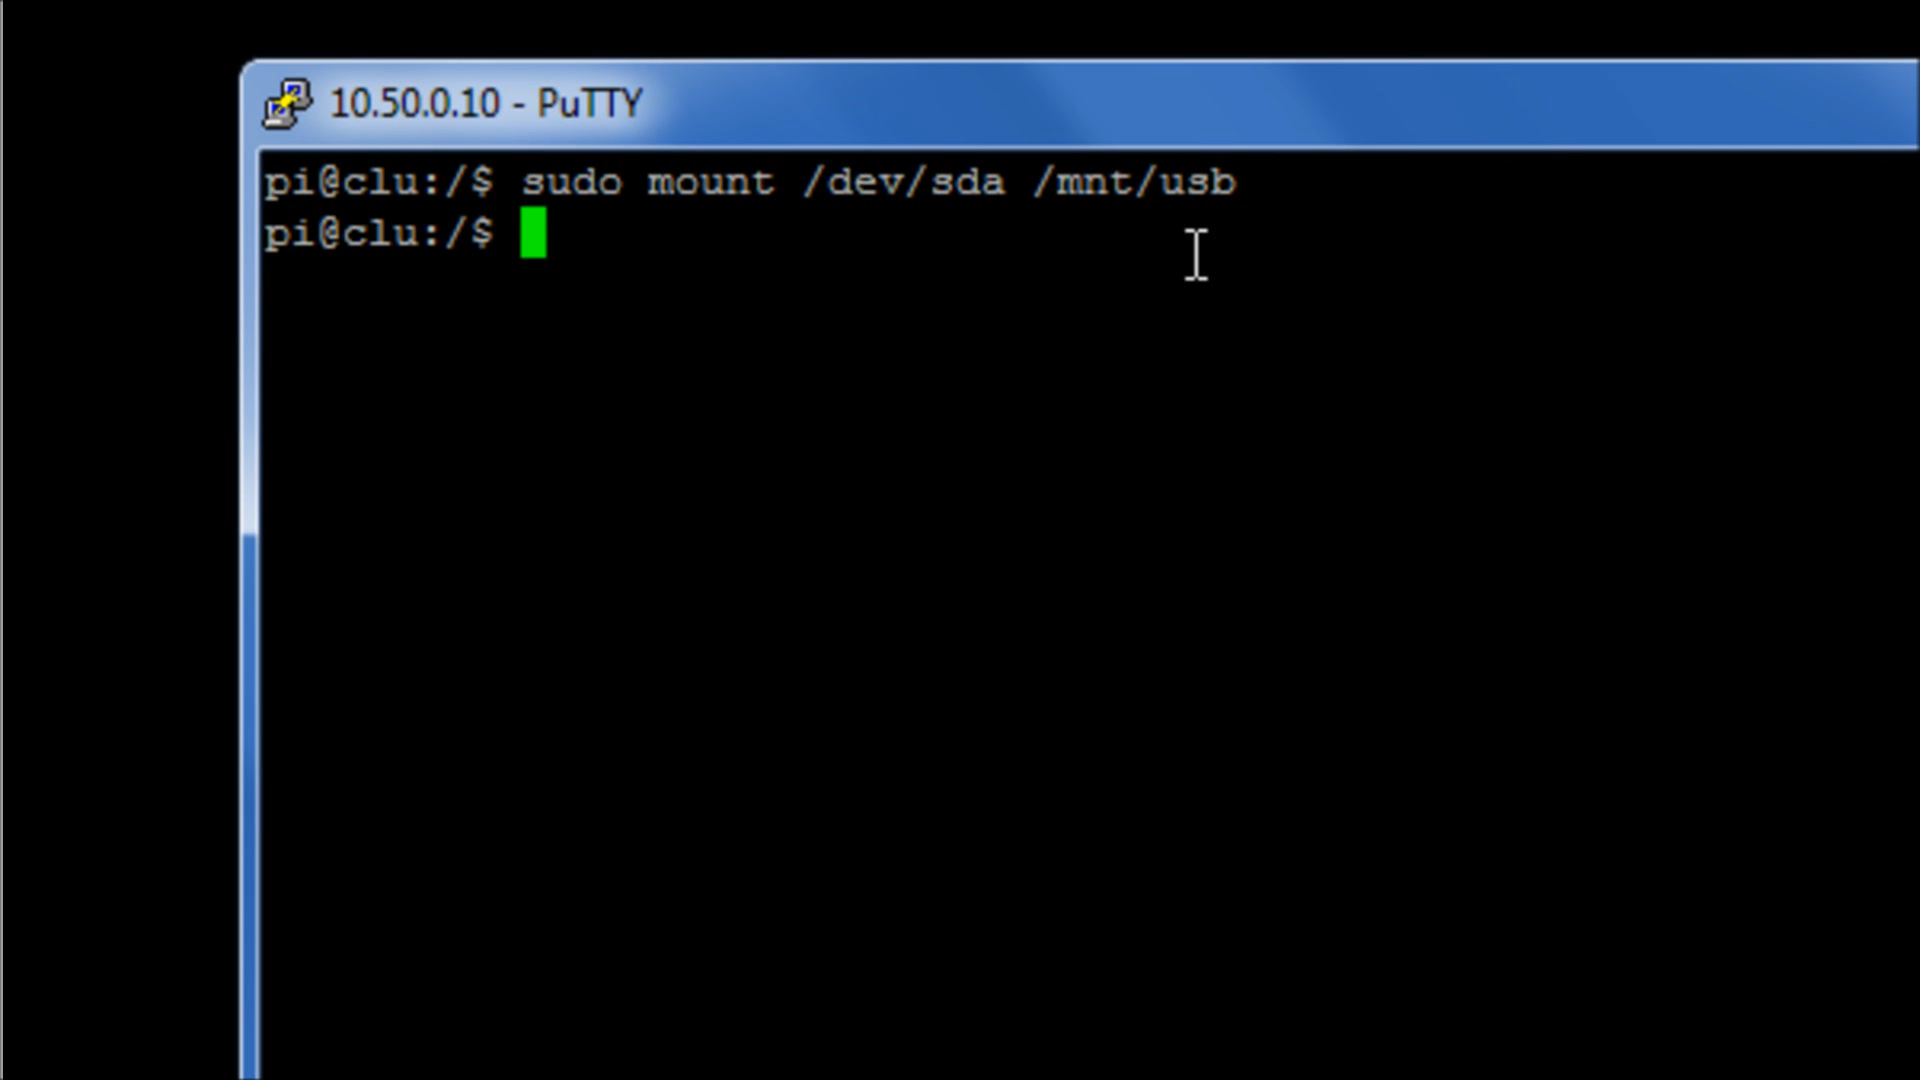 10.50.0.10 - PuTTY
pi@clu:/$ sudo mount /dev/sda /mnt/usb
pi@clu:/$